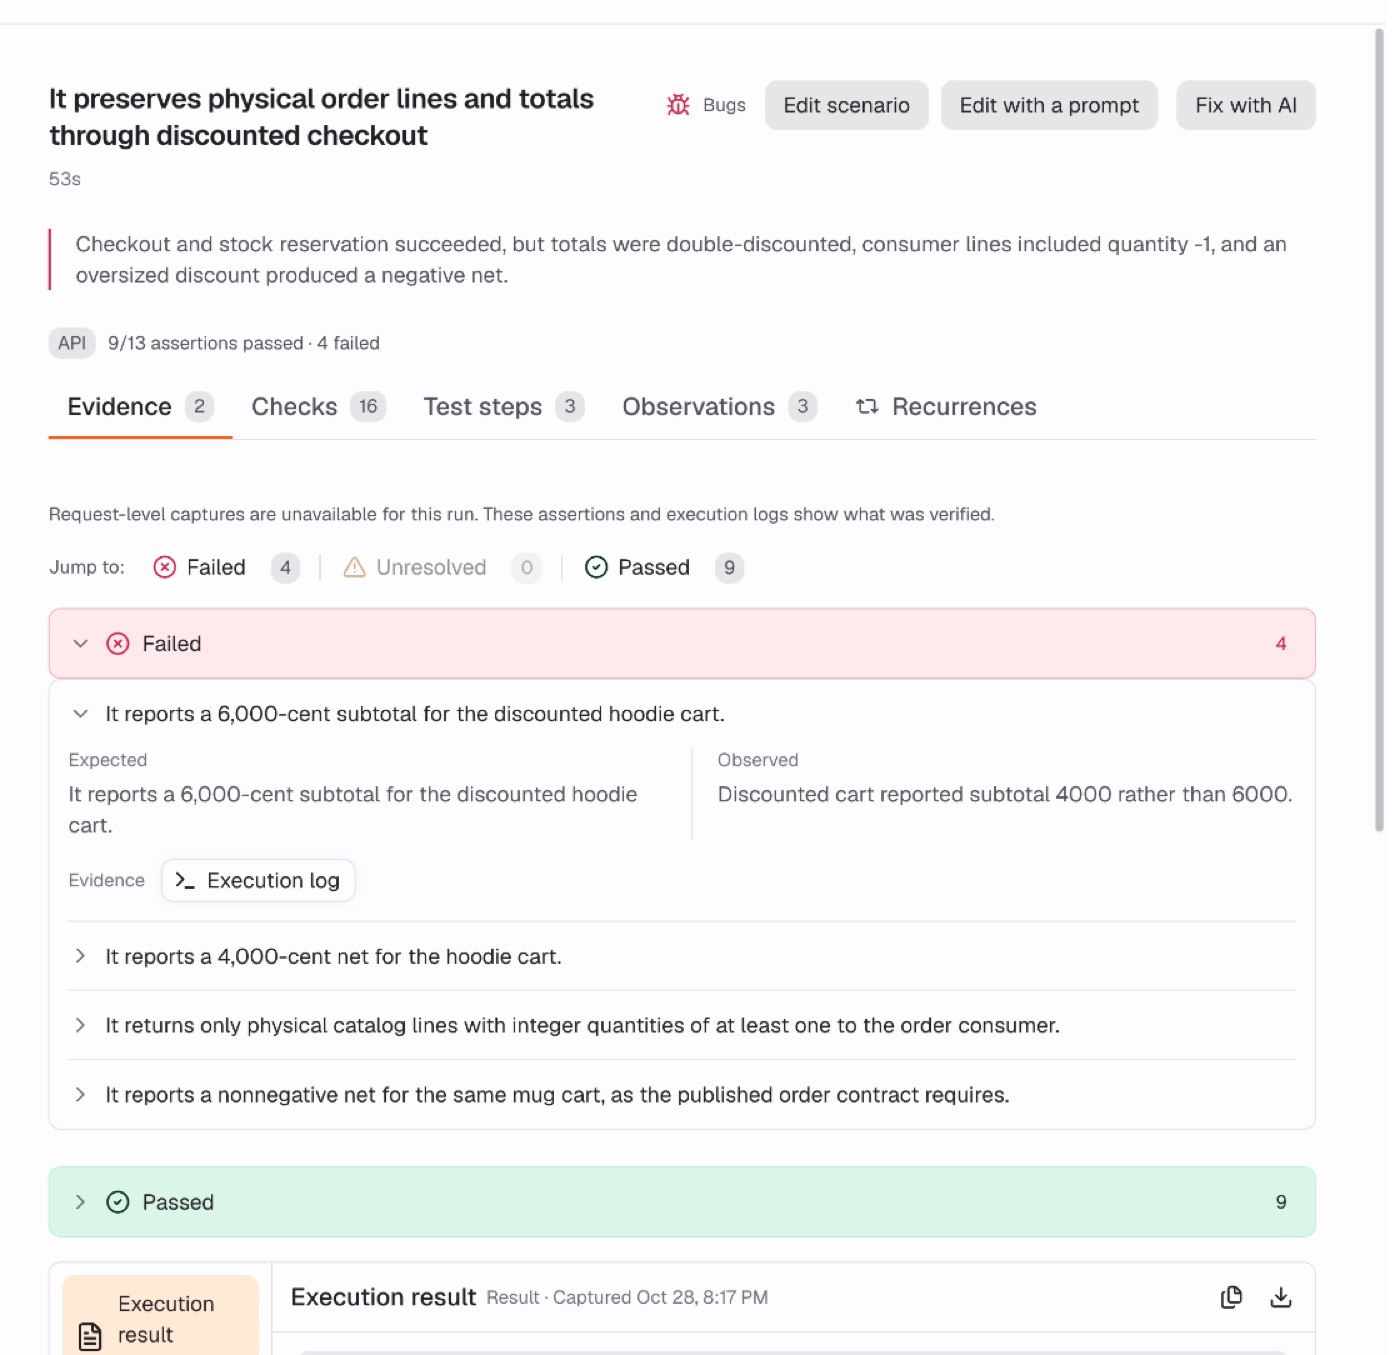 It preserves physical order lines and totals
through discounted checkout
Bugs
Edit scenario
Edit with a prompt
Fix with AI
53s
Checkout and stock reservation succeeded, but totals were double-discounted, consumer lines included quantity -1, and an
oversized discount produced a negative net.
API 9/13 assertions passed · 4 failed
Evidence 2 Checks 16 Test steps 3 Observations 3 Recurrences
Request-level captures are unavailable for this run. These assertions and execution logs show what was verified.
Jump to: Failed 4 Unresolved 0 Passed 9
Failed 4
It reports a 6,000-cent subtotal for the discounted hoodie cart.
Expected
It reports a 6,000-cent subtotal for the discounted hoodie
cart.
Observed
Discounted cart reported subtotal 4000 rather than 6000.
Evidence >_ Execution log
It reports a 4,000-cent net for the hoodie cart.
It returns only physical catalog lines with integer quantities of at least one to the order consumer.
It reports a nonnegative net for the same mug cart, as the published order contract requires.
Passed 9
Execution
result
Execution result Result · Captured Oct 28, 8:17 PM